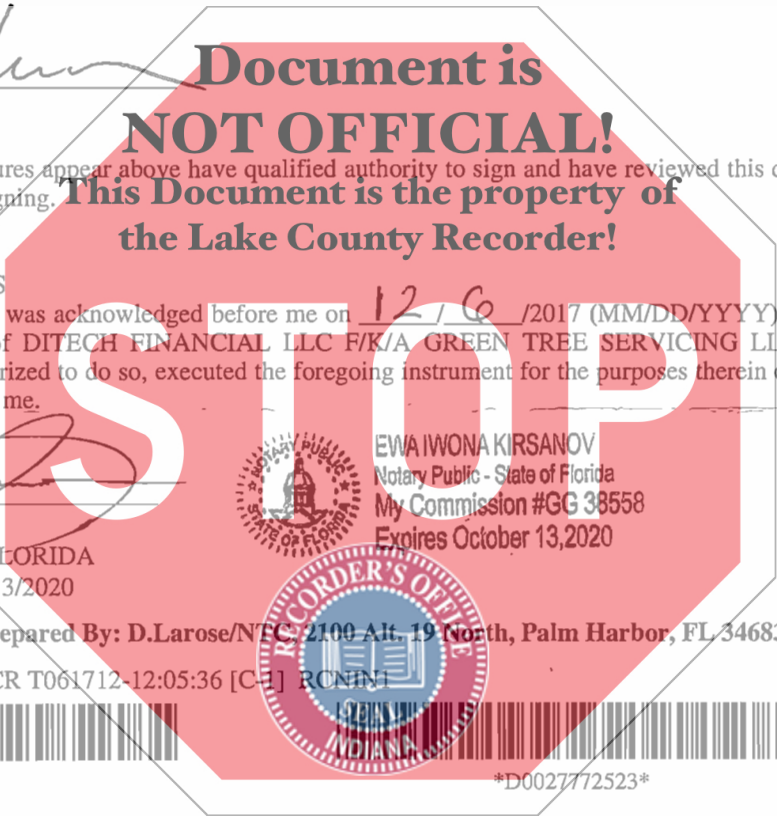 Document is
NOT OFFICIAL!
ures appear above have qualified authority to sign and have reviewed this
gning.
This Document is the property of
the Lake County Recorder!
S
was acknowledged before me on 12 / 6 /2017 (MM/DD/YYYY)
of DITECH FINANCIAL LLC F/K/A GREEN TREE SERVICING LL
rized to do so, executed the foregoing instrument for the purposes therein
me.
STOP
NOTARY PUBLIC
STATE OF FLORIDA
EWA IWONA KIRSANOV
Notary Public - State of Florida
My Commission #GG 38558
Expires October 13,2020
LORIDA
3/2020
RECORDER'S OFFICE
SEAL
INDIANA
epared By: D.Larose/NTC, 2100 Alt. 19 North, Palm Harbor, FL 34683
CR T061712-12:05:36 [C-1] RCNIN1
*D0027772523*